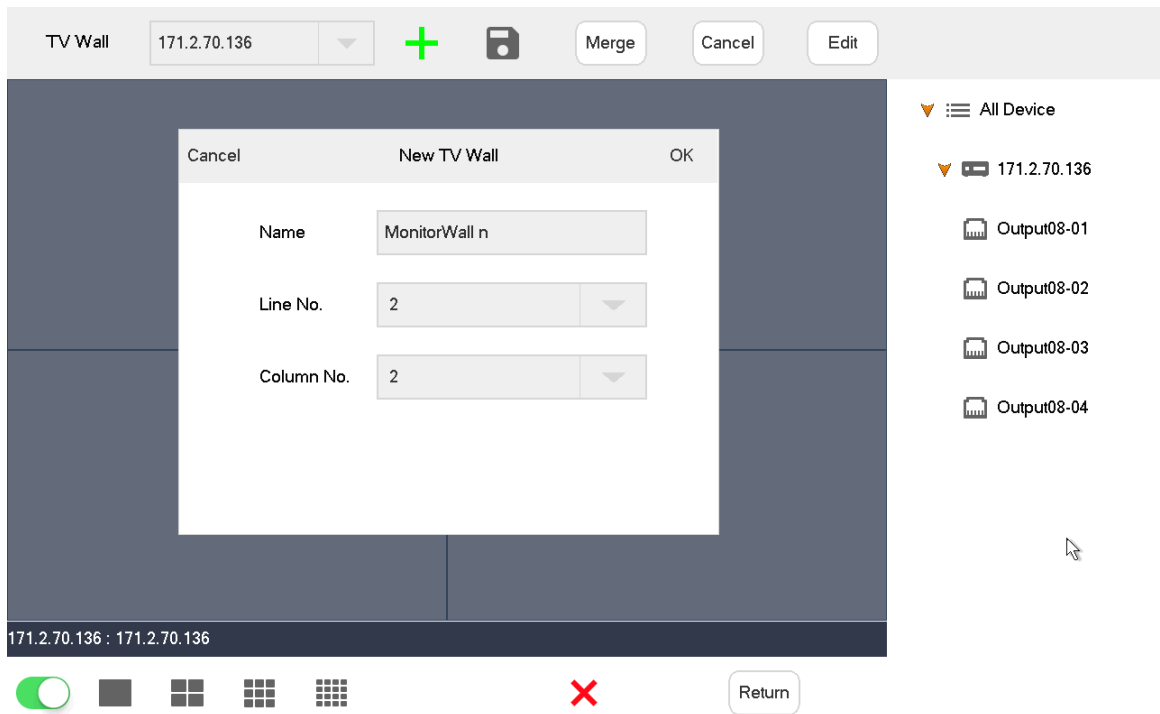 TV Wall 171.2.70.136 Merge Cancel Edit
Cancel New TV Wall OK
Name MonitorWall n
Line No. 2
Column No. 2
All Device
171.2.70.136
Output08-01
Output08-02
Output08-03
Output08-04
171.2.70.136 : 171.2.70.136
Return